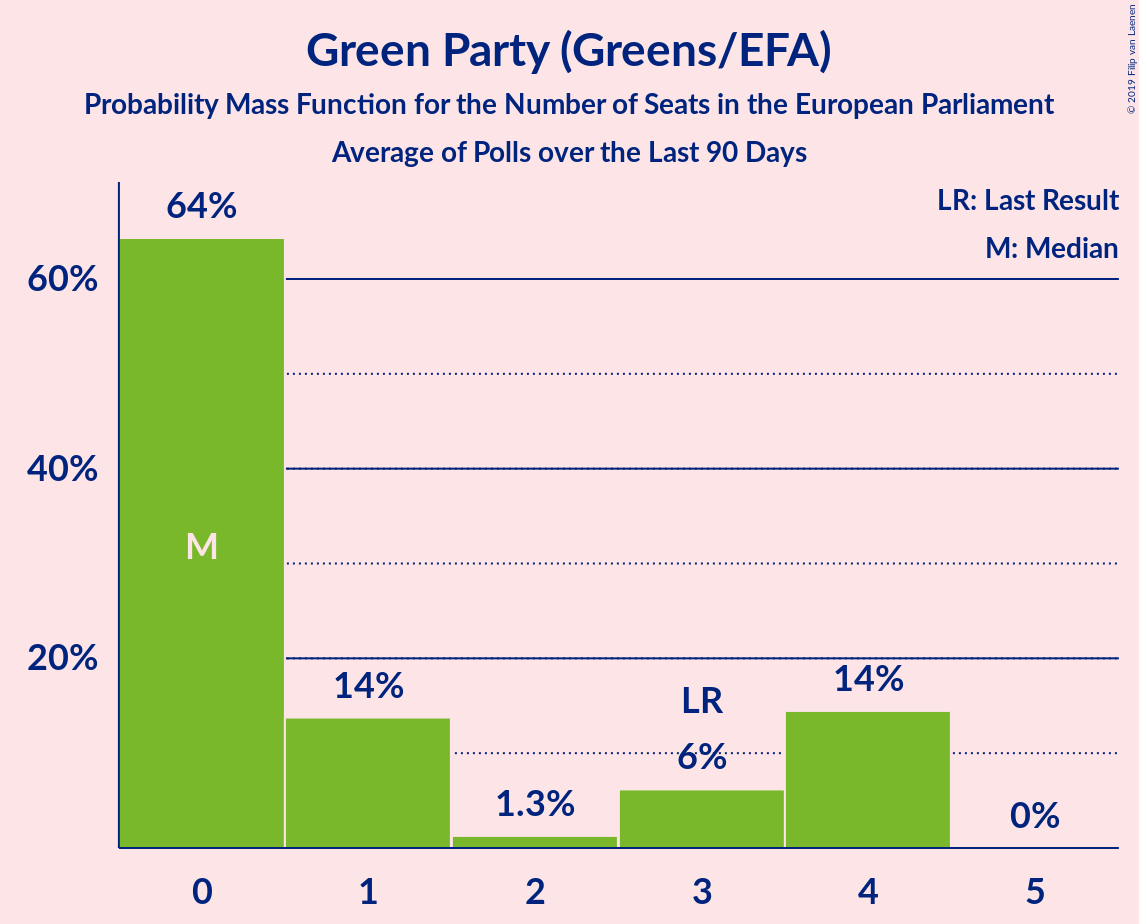 Green Party (Greens/EFA)
Probability Mass Function for the Number of Seats in the European Parliament
Average of Polls over the Last 90 Days
© 2019 Filip van Laenen
LR: Last Result
M: Median
64%
60%
40%
20%
M
14%
1.3%
LR
6%
14%
0%
0 1 2 3 4 5